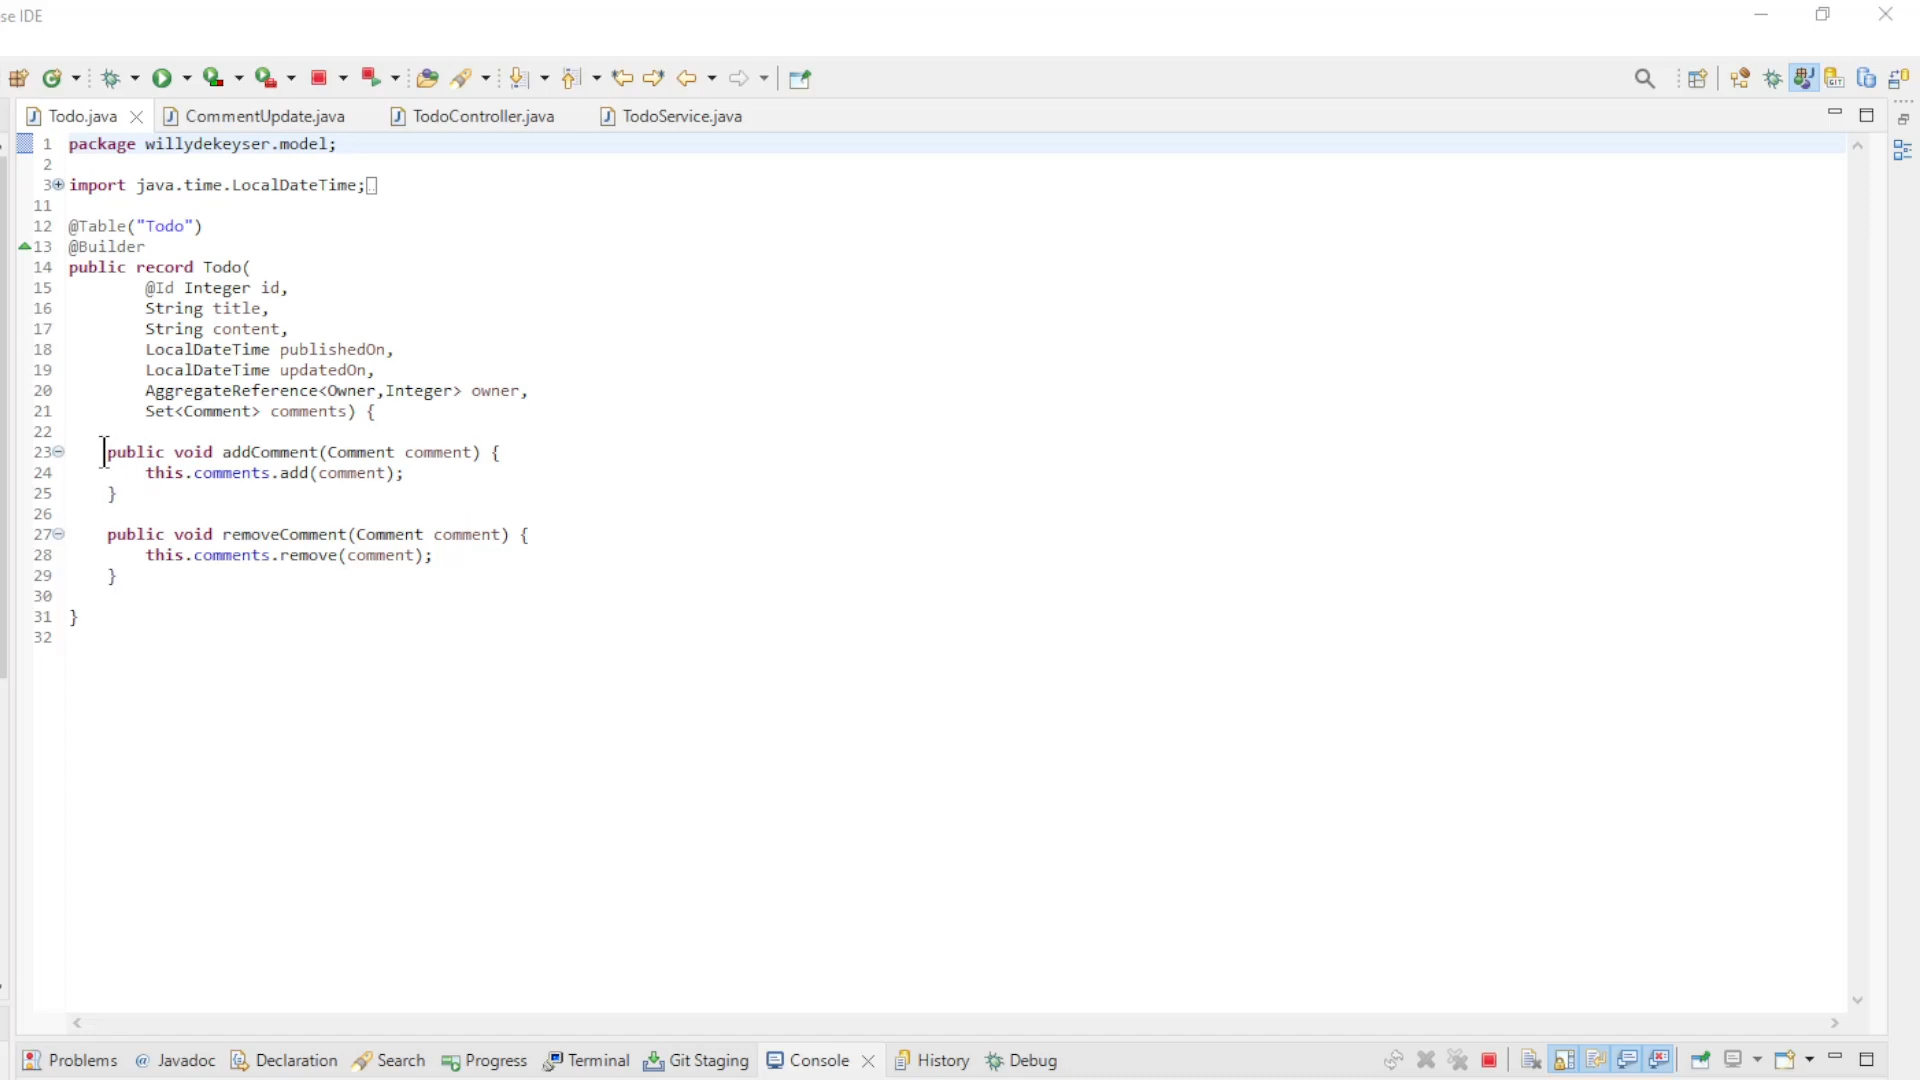 se IDE
Todo.java
CommentUpdate.java
TodoController.java
TodoService.java
1 package willydekeyser.model;
2
3 import java.time.LocalDateTime;
11
12 @Table("Todo")
13 @Builder
14 public record Todo(
15 @Id Integer id,
16 String title,
17 String content,
18 LocalDateTime publishedOn,
19 LocalDateTime updatedOn,
20 AggregateReference<Owner,Integer> owner,
21 Set<Comment> comments) {
22
23 public void addComment(Comment comment) {
24 this.comments.add(comment);
25 }
26
27 public void removeComment(Comment comment) {
28 this.comments.remove(comment);
29 }
30
31 }
32
Problems @ Javadoc Declaration Search Progress Terminal Git Staging Console History Debug